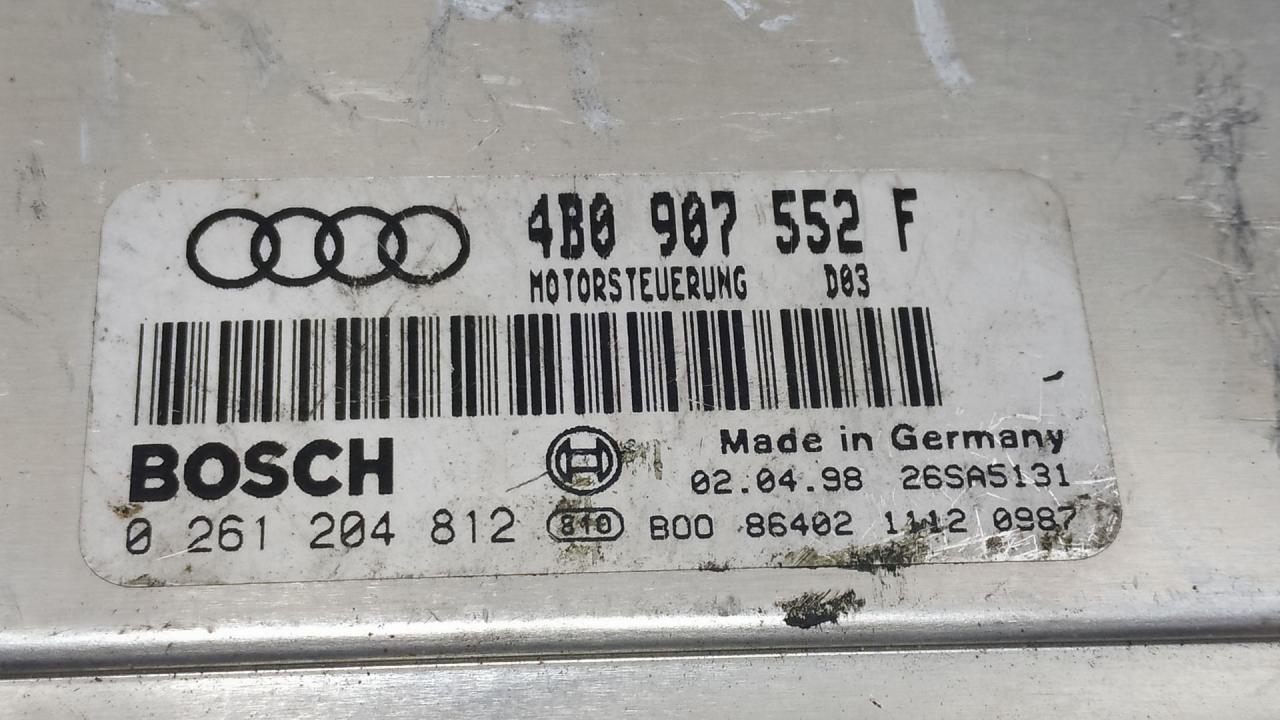 4B0 907 552 F
MOTORSTEUERUNG D03
BOSCH
Made in Germany
02.04.98 26SA5131
0 261 204 812 810 B00 86402 1112 0987